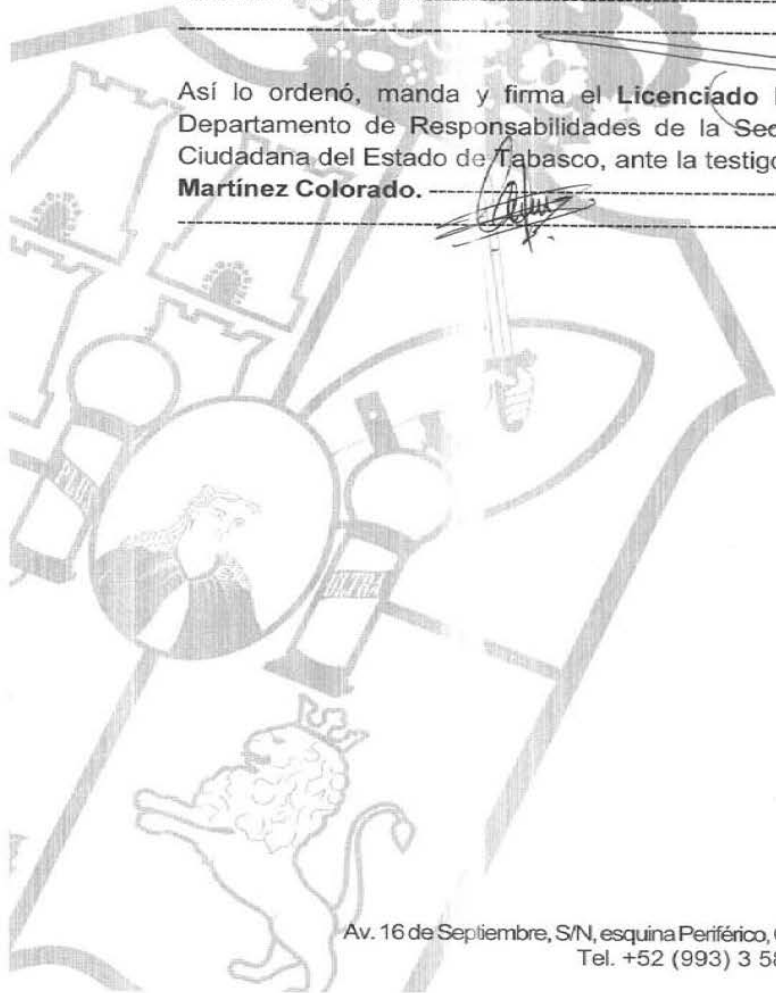 Así lo ordenó, manda y firma el Licenciado
Departamento de Responsabilidades de la Sec
Ciudadana del Estado de Tabasco, ante la testigo
Martínez Colorado.
PLUS
ULTRA
Av. 16 de Septiembre, S/N, esquina Periférico,
Tel. +52 (993) 3 58